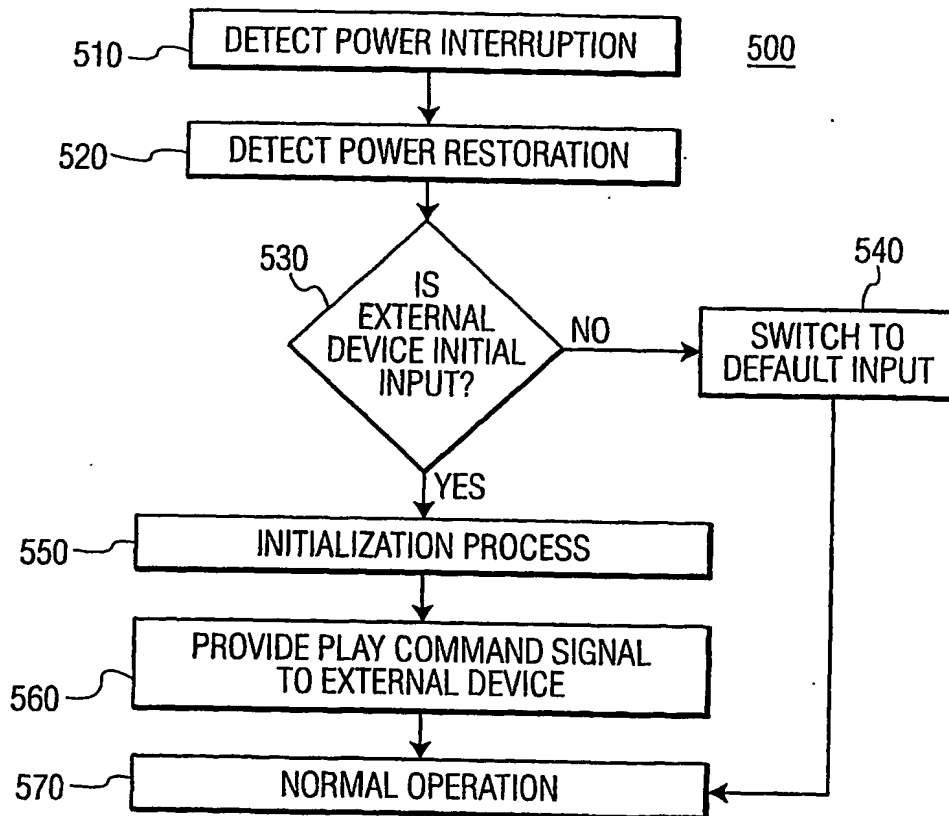 510
DETECT POWER INTERRUPTION
500
520
DETECT POWER RESTORATION
530
IS
EXTERNAL
DEVICE INITIAL
INPUT?
NO
540
SWITCH TO
DEFAULT INPUT
YES
550
INITIALIZATION PROCESS
560
PROVIDE PLAY COMMAND SIGNAL
TO EXTERNAL DEVICE
570
NORMAL OPERATION